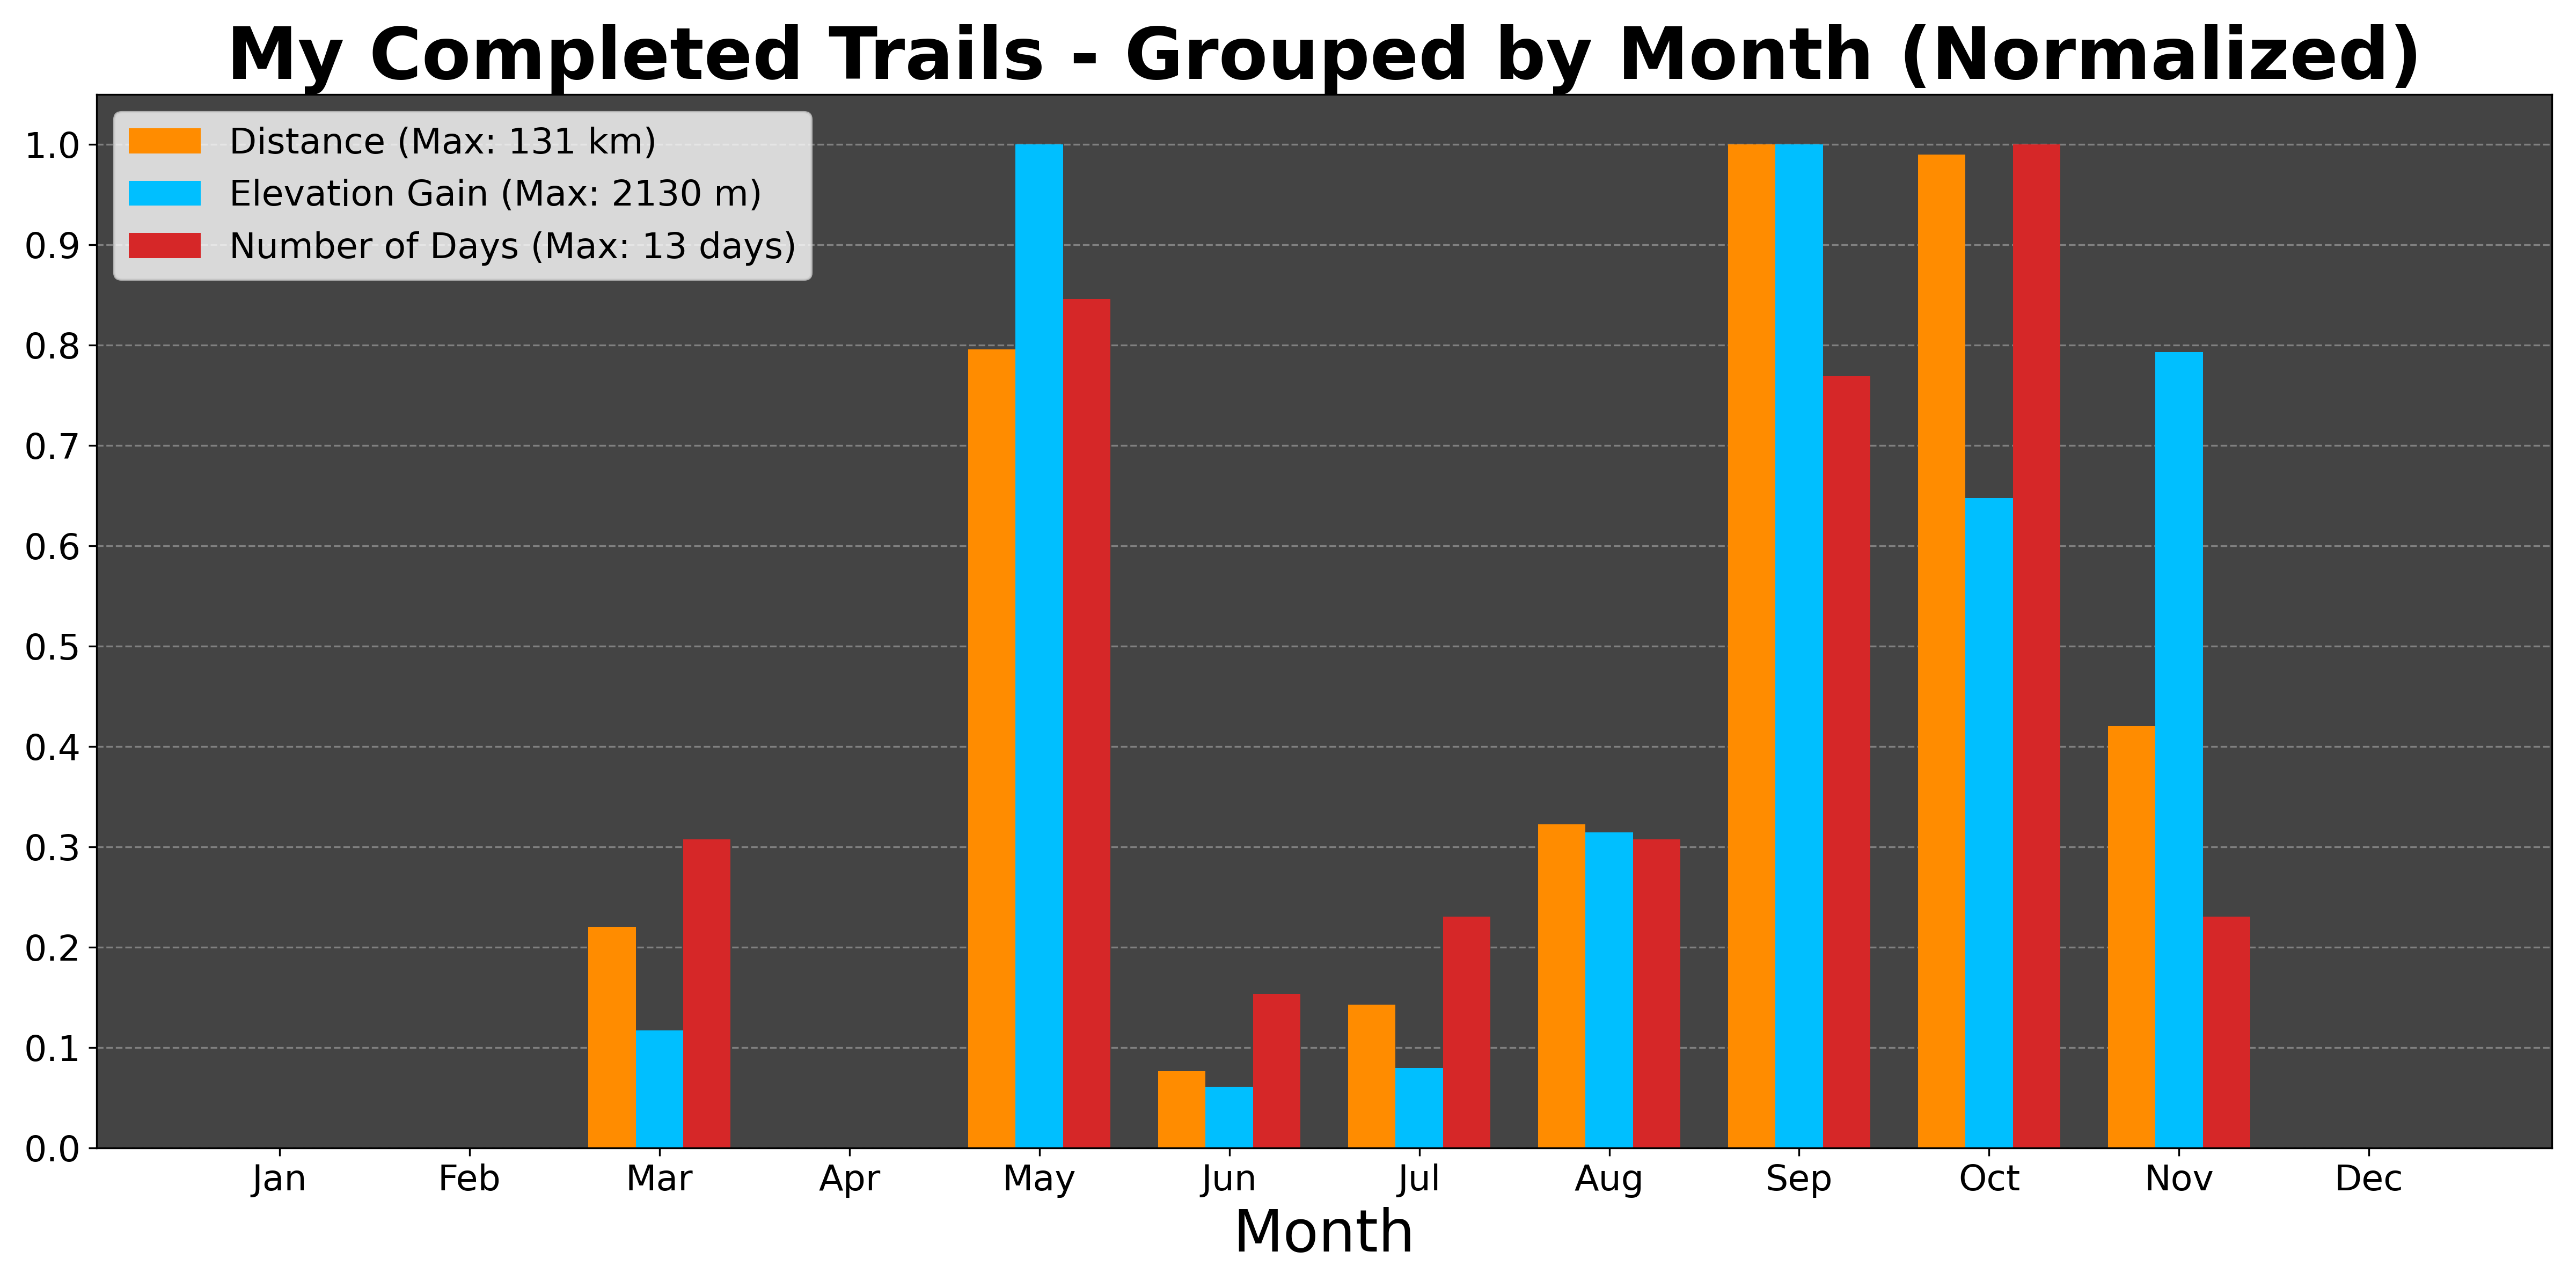 My Completed Trails - Grouped by Month (Normalized)
Distance (Max: 131 km)
Elevation Gain (Max: 2130 m)
Number of Days (Max: 13 days)
1.0
0.9
0.8
0.7
0.6
0.5
0.4
0.3
0.2
0.1
0.0
Jan Feb Mar Apr May Jun Jul Aug Sep Oct Nov Dec
Month